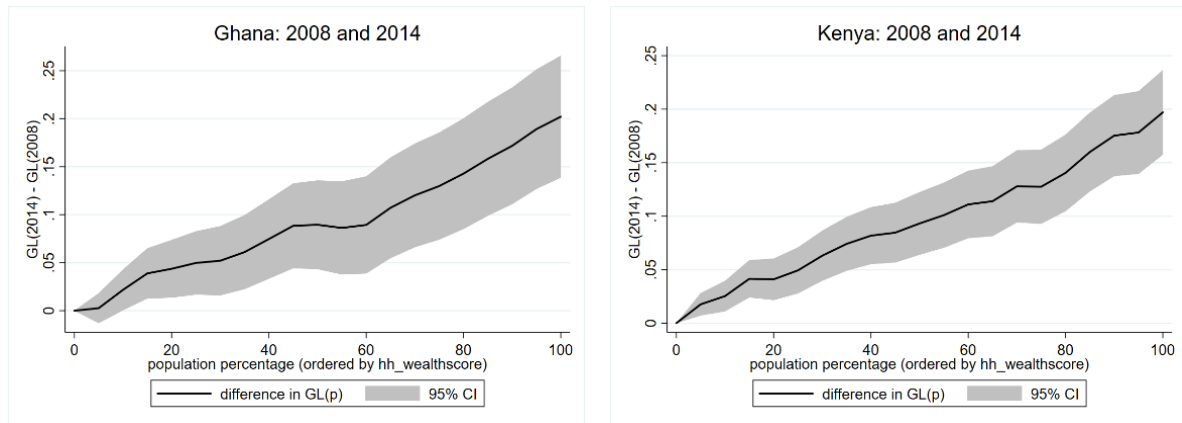 Ghana: 2008 and 2014
GL(2014) - GL(2008)
.25
.2
.15
.1
.05
0
0 20 40 60 80 100
population percentage (ordered by hh_wealthscore)
difference in GL(p) 95% CI
Kenya: 2008 and 2014
GL(2014) - GL(2008)
.25
.2
.15
.1
.05
0
0 20 40 60 80 100
population percentage (ordered by hh_wealthscore)
difference in GL(p) 95% CI